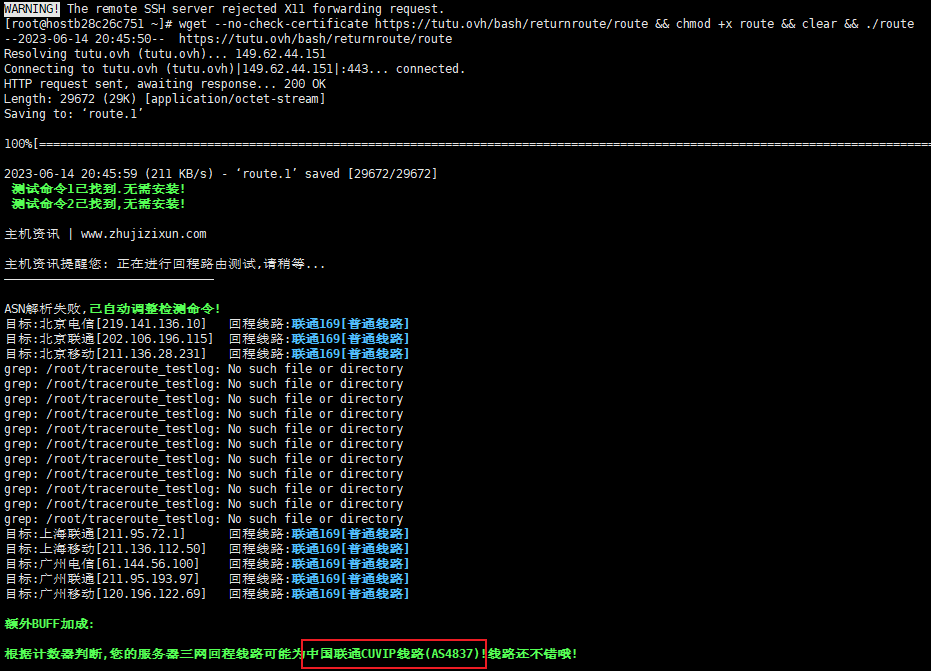 WARNING! The remote SSH server rejected X11 forwarding request.
[root@hostb28c26c751 ~]# wget --no-check-certificate https://tutu.ovh/bash/returnroute/route && chmod +x route && clear && ./route
--2023-06-14 20:45:50--  https://tutu.ovh/bash/returnroute/route
Resolving tutu.ovh (tutu.ovh)... 149.62.44.151
Connecting to tutu.ovh (tutu.ovh)|149.62.44.151|:443... connected.
HTTP request sent, awaiting response... 200 OK
Length: 29672 (29K) [application/octet-stream]
Saving to: ‘route.1’
100%[======================================================================================================================================
2023-06-14 20:45:59 (211 KB/s) - ‘route.1’ saved [29672/29672]
测试命令1己找到.无需安装!
测试命令2己找到,无需安装!
主机资讯 | www.zhujizixun.com
主机资讯提醒您: 正在进行回程路由测试,请稍等...
——————————————————————————————
ASN解析失败,己自动调整检测命令!
目标:北京电信[219.141.136.10]   回程线路:联通169[普通线路]
目标:北京联通[202.106.196.115]  回程线路:联通169[普通线路]
目标:北京移动[211.136.28.231]   回程线路:联通169[普通线路]
grep: /root/traceroute_testlog: No such file or directory
grep: /root/traceroute_testlog: No such file or directory
grep: /root/traceroute_testlog: No such file or directory
grep: /root/traceroute_testlog: No such file or directory
grep: /root/traceroute_testlog: No such file or directory
grep: /root/traceroute_testlog: No such file or directory
grep: /root/traceroute_testlog: No such file or directory
grep: /root/traceroute_testlog: No such file or directory
grep: /root/traceroute_testlog: No such file or directory
grep: /root/traceroute_testlog: No such file or directory
grep: /root/traceroute_testlog: No such file or directory
目标:上海联通[211.95.72.1]      回程线路:联通169[普通线路]
目标:上海移动[211.136.112.50]   回程线路:联通169[普通线路]
目标:广州电信[61.144.56.100]    回程线路:联通169[普通线路]
目标:广州联通[211.95.193.97]    回程线路:联通169[普通线路]
目标:广州移动[120.196.122.69]   回程线路:联通169[普通线路]
额外BUFF加成:
根据计数器判断,您的服务器三网回程线路可能为中国联通CUVIP线路(AS4837)!线路还不错哦!